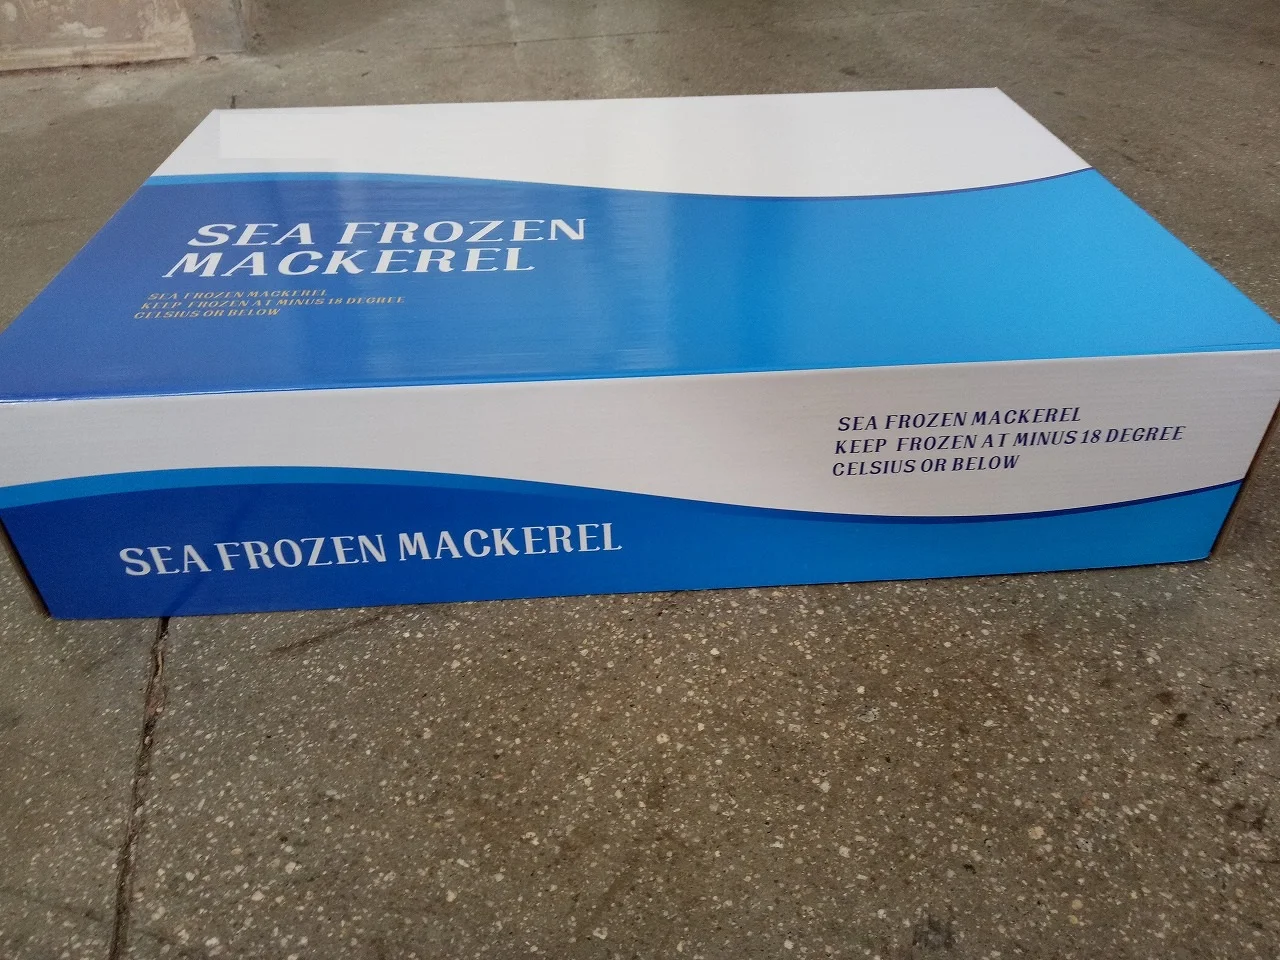 SEA FROZEN
MACKEREL
SEA FROZEN MACKEREL
KEEP FROZEN AT MINUS 18 DEGREE
CELSIUS OR BELOW
SEA FROZEN MACKEREL
KEEP FROZEN AT MINUS 18 DEGREE
CELSIUS OR BELOW
SEA FROZEN MACKEREL